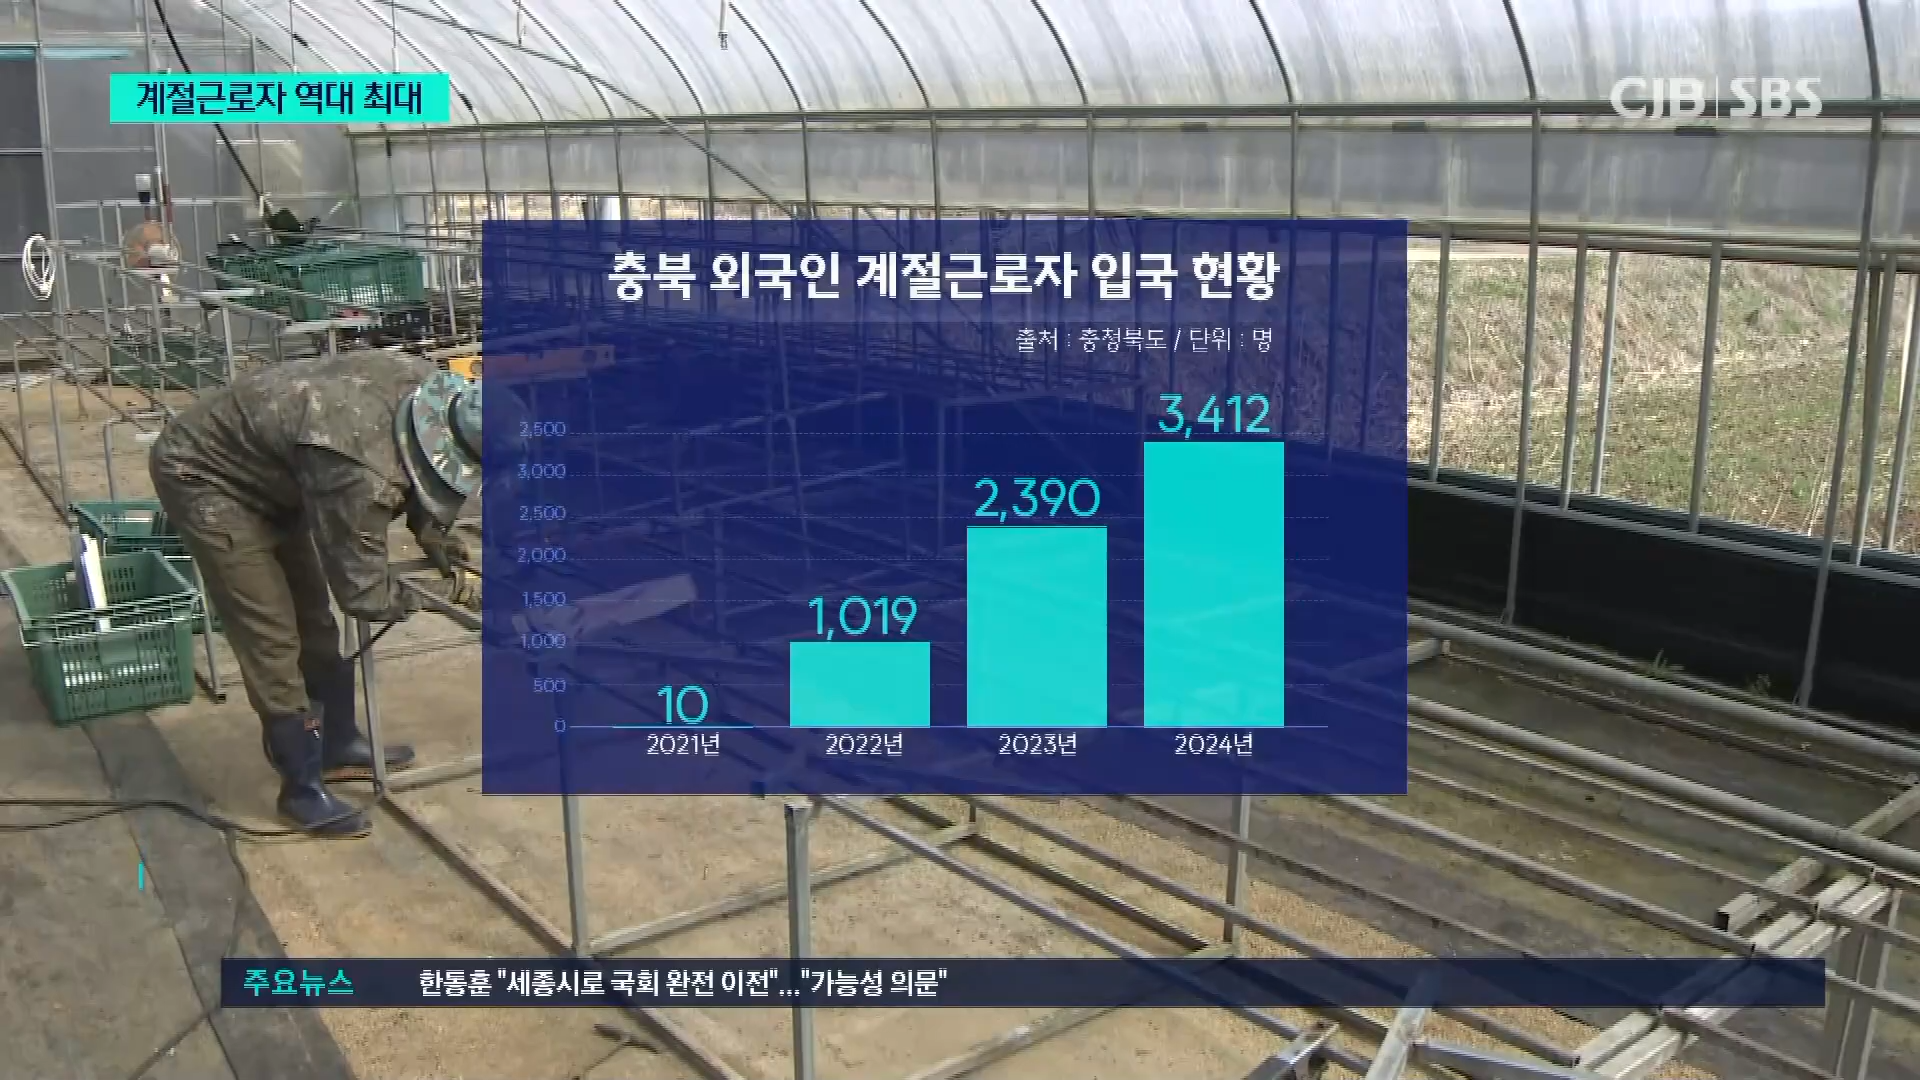 계절근로자 역대 최대
CJB SBS
충북 외국인 계절근로자 입국 현황
출처 : 충청북도 / 단위 : 명
2,500
3,000
2,500
2,000
1,500
1,000
500
0
10
1,019
2,390
3,412
2021년
2022년
2023년
2024년
주요뉴스
한동훈 "세종시로 국회 완전 이전"..."가능성 의문"